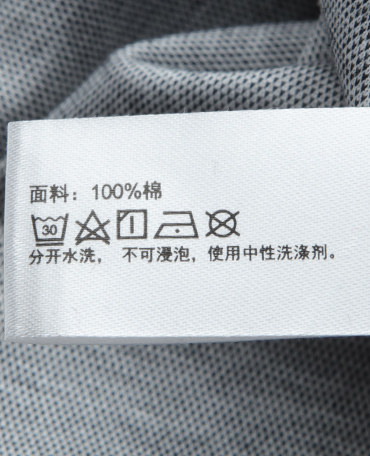 面料：100%棉
30
分开水洗， 不可浸泡，使用中性洗涤剂。